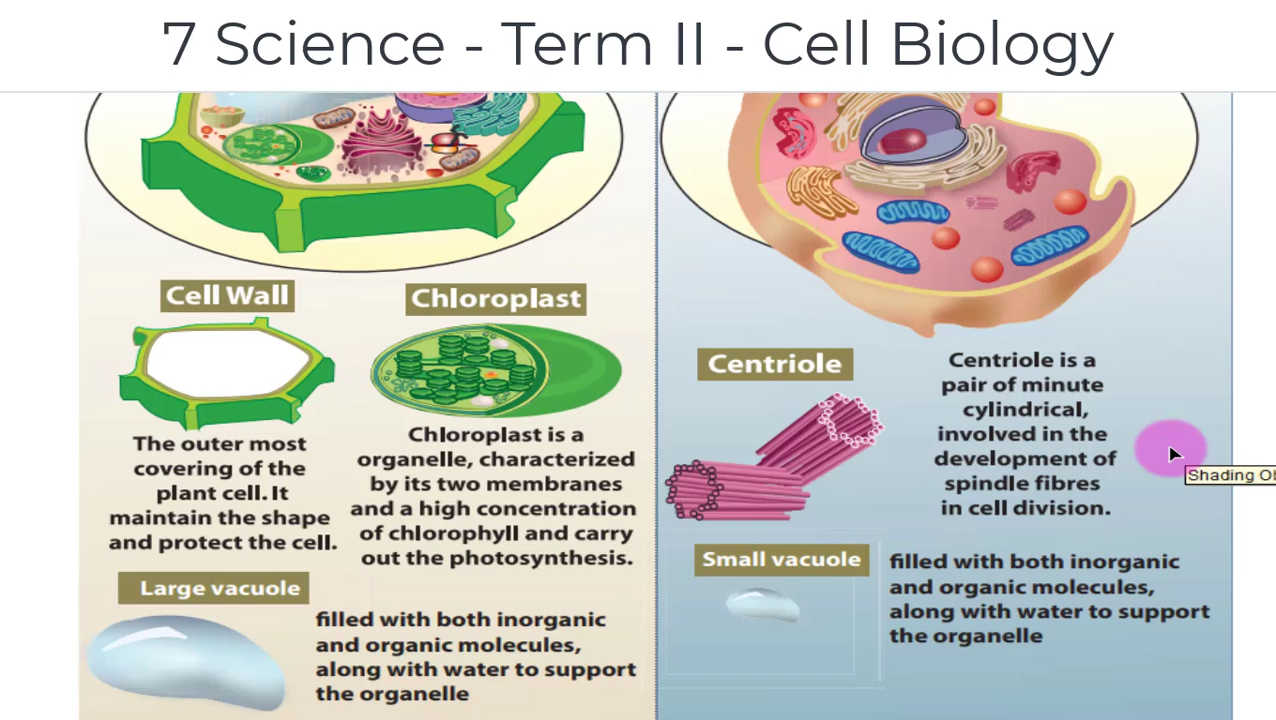 7 Science - Term II - Cell Biology
Cell Wall
The outer most
covering of the
plant cell. It
maintain the shape
and protect the cell.
Chloroplast
Chloroplast is a
organelle, characterized
by its two membranes
and a high concentration
of chlorophyll and carry
out the photosynthesis.
Large vacuole
filled with both inorganic
and organic molecules,
along with water to support
the organelle
Centriole
Centriole is a
pair of minute
cylindrical,
involved in the
development of
spindle fibres
in cell division.
Small vacuole
filled with both inorganic
and organic molecules,
along with water to support
the organelle
Shading